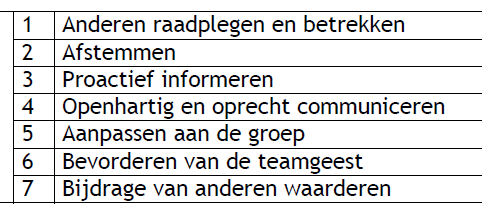 1 Anderen raadplegen en betrekken
2 Afstemmen
3 Proactief informeren
4 Openhartig en oprecht communiceren
5 Aanpassen aan de groep
6 Bevorderen van de teamgeest
7 Bijdrage van anderen waarderen